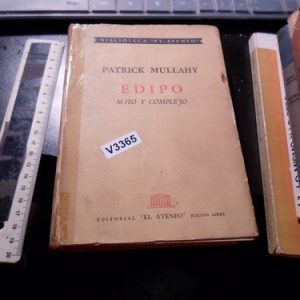 BIBLIOTECA "EL ATENEO"
PATRICK MULLAHY
EDIPO
MITO Y COMPLEJO
V3365
EDITORIAL "EL ATENEO" BUENOS AIRES